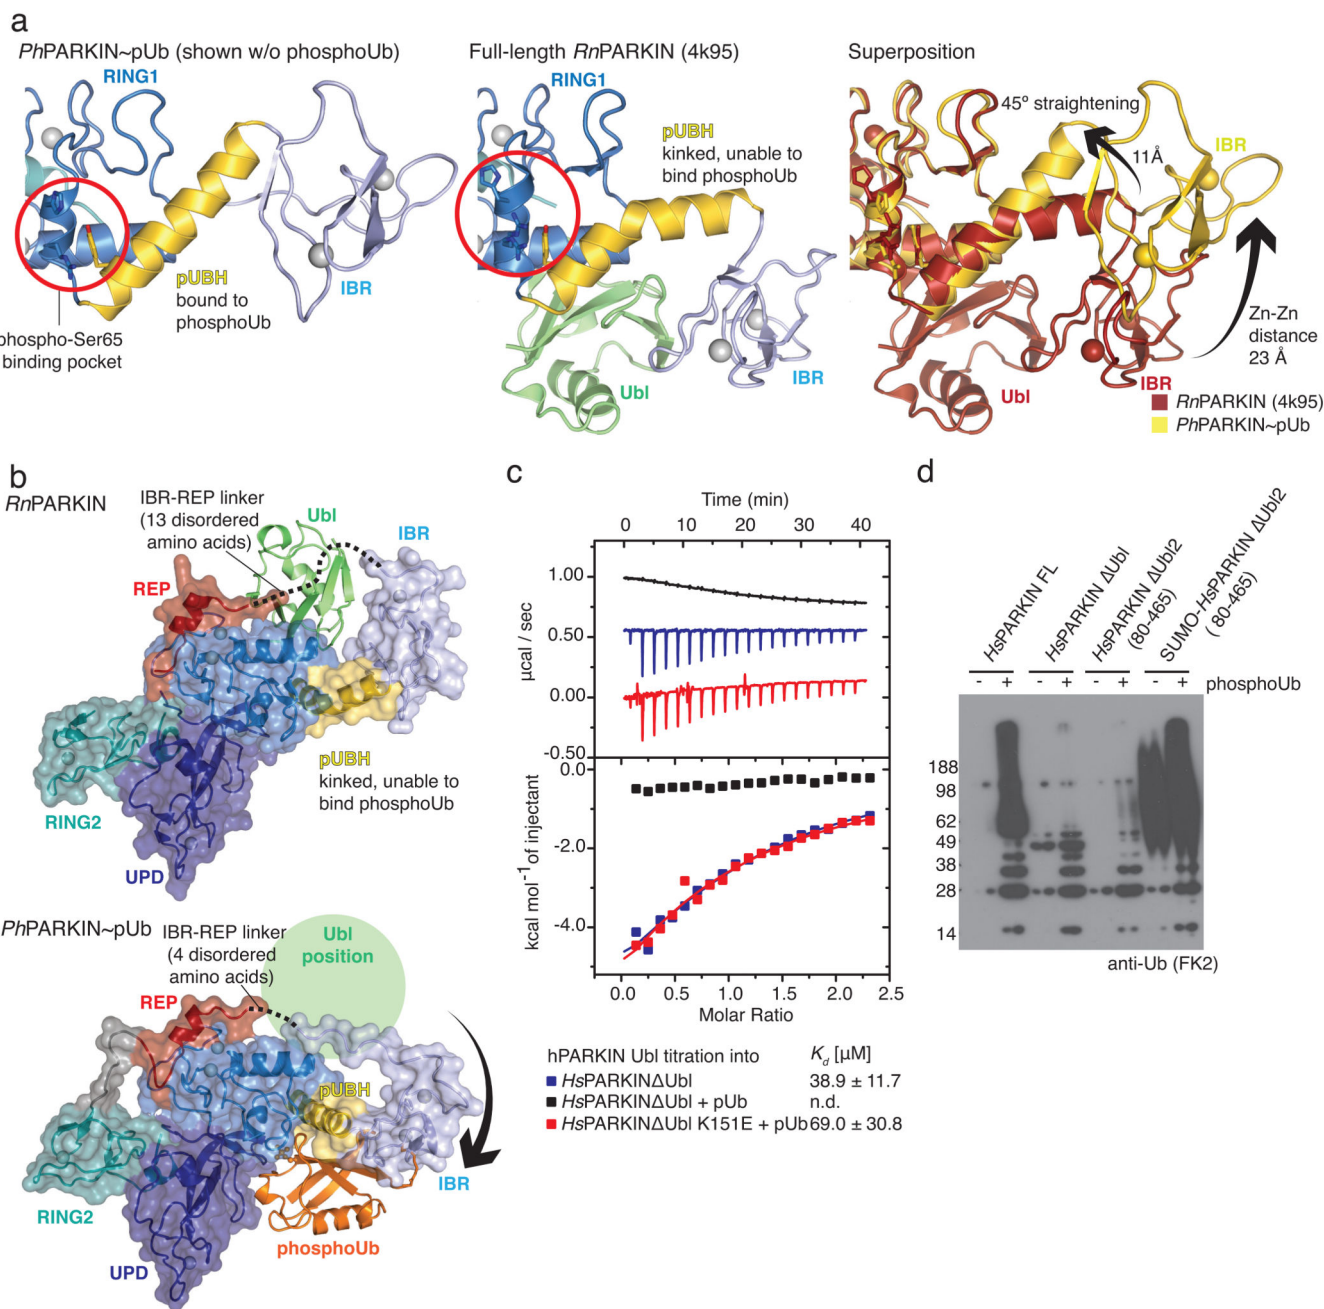 a
PhPARKIN~pUb (shown w/o phosphoUb)
RING1
pUBH
bound to
phosphoUb
IBR
phospho-Ser65
binding pocket
Full-length RnPARKIN (4k95)
RING1
pUBH
kinked, unable to
bind phosphoUb
Ubl
IBR
Superposition
45º straightening
11Å
IBR
Zn-Zn
distance
23 Å
Ubl
IBR
RnPARKIN (4k95)
PhPARKIN~pUb
b
RnPARKIN
IBR-REP linker
(13 disordered
amino acids)
Ubl
IBR
REP
pUBH
kinked, unable to
bind phosphoUb
RING2
UPD
PhPARKIN~pUb
IBR-REP linker
(4 disordered
amino acids)
Ubl
position
REP
pUBH
IBR
RING2
phosphoUb
UPD
c
Time (min)
0 10 20 30 40
1.00
0.50
0.00
-0.50
µcal / sec
0.0
-2.0
-4.0
kcal mol⁻¹ of injectant
0.0 0.5 1.0 1.5 2.0 2.5
Molar Ratio
hPARKIN Ubl titration into Kd [µM]
HsPARKINΔUbl 38.9 ± 11.7
HsPARKINΔUbl + pUb n.d.
HsPARKINΔUbl K151E + pUb 69.0 ± 30.8
d
HsPARKIN FL
HsPARKIN ΔUbl
HsPARKIN ΔUbl2
(80-465)
SUMO-HsPARKIN ΔUbl2
(80-465)
- + - + - + - + phosphoUb
188
98
62
49
38
28
14
anti-Ub (FK2)